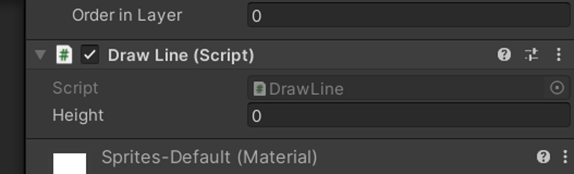 Order in Layer 0
# Draw Line (Script)
Script # DrawLine
Height 0
Sprites-Default (Material)